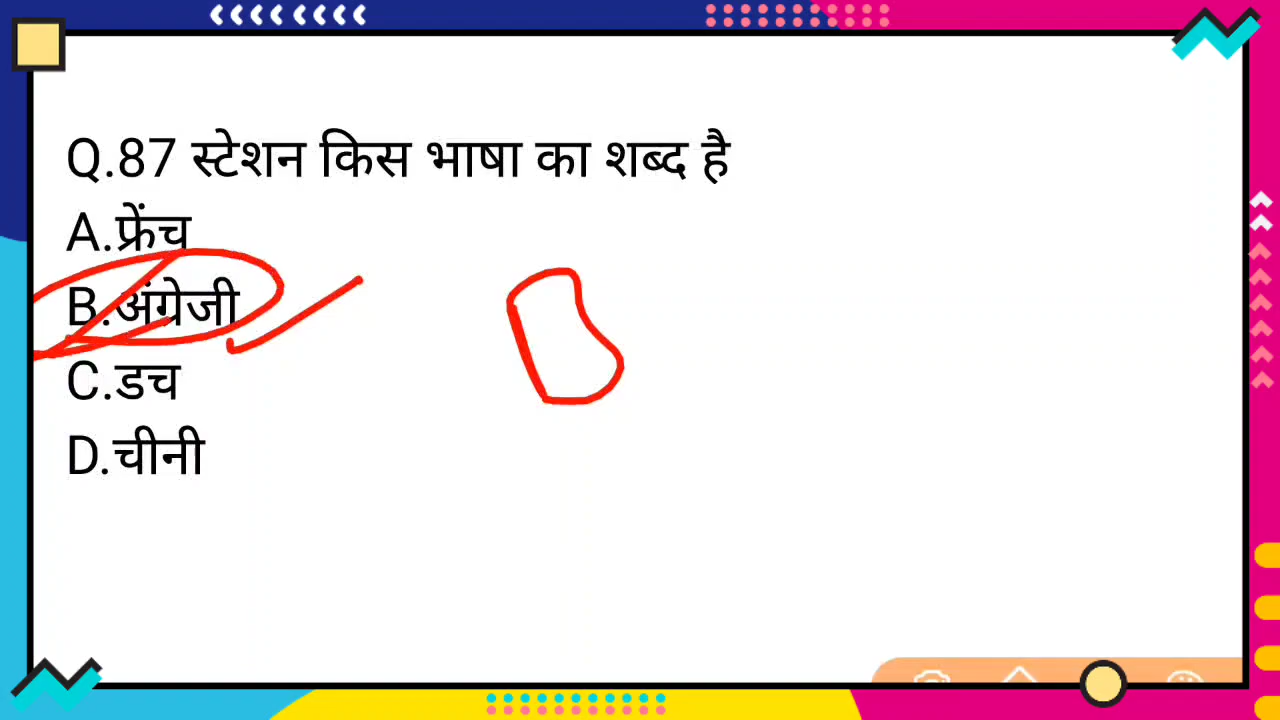 Q.87 स्टेशन किस भाषा का शब्द है
A.फ्रेंच
B.अंग्रेजी
C.डच
D.चीनी